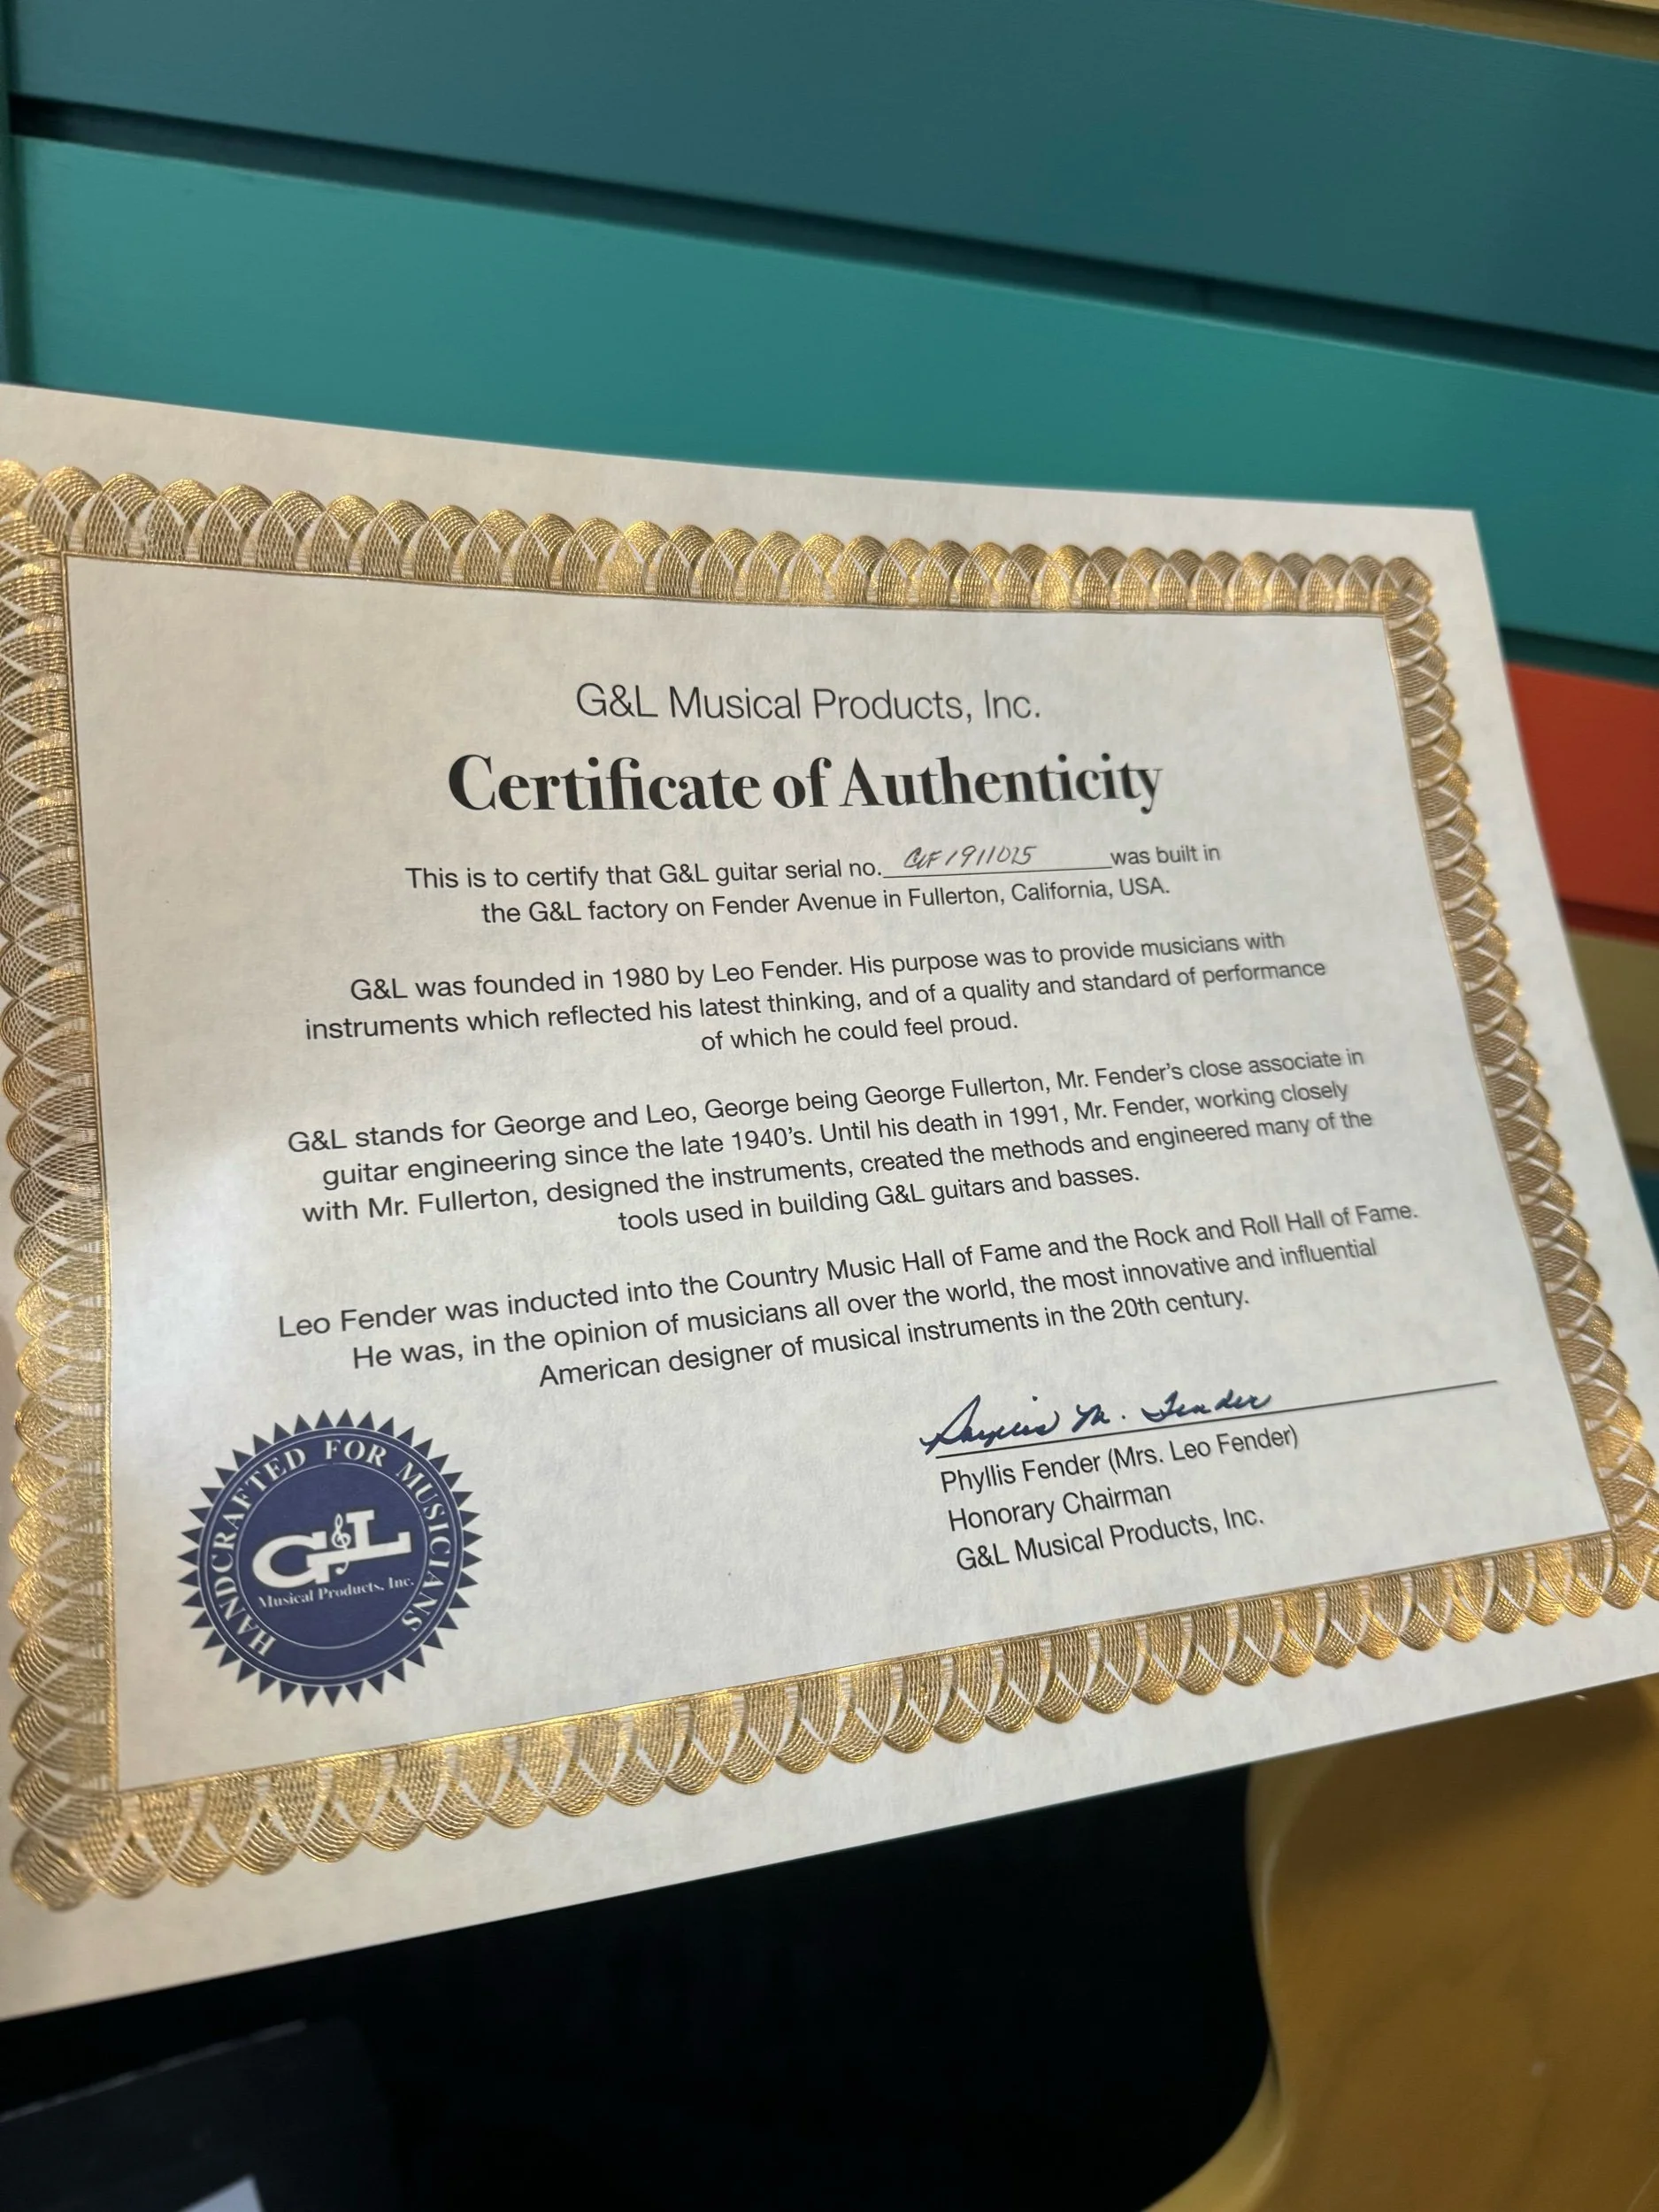 G&L Musical Products, Inc.
Certificate of Authenticity
This is to certify that G&L guitar serial no. CLF1911025 was built in
the G&L factory on Fender Avenue in Fullerton, California, USA.
G&L was founded in 1980 by Leo Fender. His purpose was to provide musicians with
instruments which reflected his latest thinking, and of a quality and standard of performance
of which he could feel proud.
G&L stands for George and Leo, George being George Fullerton, Mr. Fender's close associate in
guitar engineering since the late 1940's. Until his death in 1991, Mr. Fender, working closely
with Mr. Fullerton, designed the instruments, created the methods and engineered many of the
tools used in building G&L guitars and basses.
Leo Fender was inducted into the Country Music Hall of Fame and the Rock and Roll Hall of Fame.
He was, in the opinion of musicians all over the world, the most innovative and influential
American designer of musical instruments in the 20th century.
Phyllis M. Fender
Phyllis Fender (Mrs. Leo Fender)
Honorary Chairman
G&L Musical Products, Inc.
HANDCRAFTED FOR MUSICIANS
G&L
Musical Products, Inc.